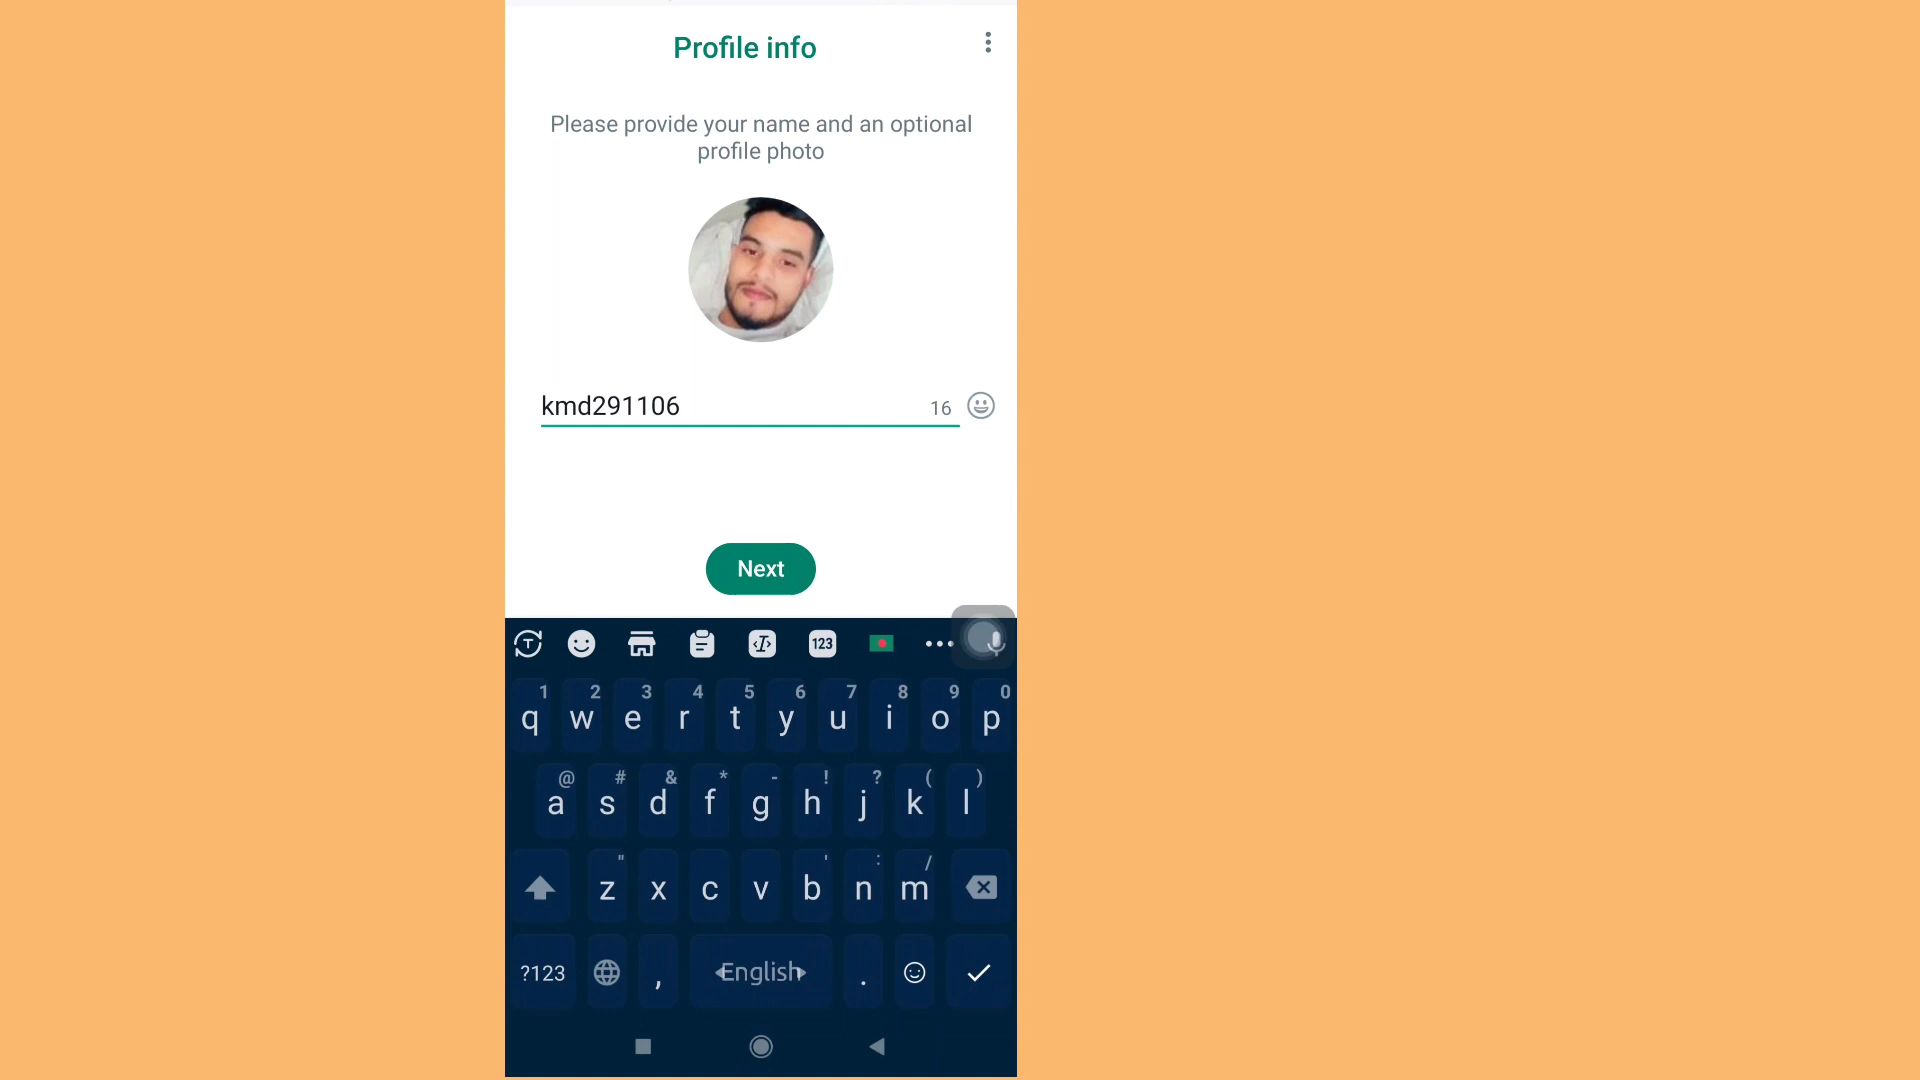 Profile info
Please provide your name and an optional
profile photo
kmd291106 16
Next
T 123
1 2 3 4 5 6 7 8 9 0
q w e r t y u i o p
@ # & * - ! ? ( )
a s d f g h j k l
" ' : /
z x c v b n m
?123 , English .